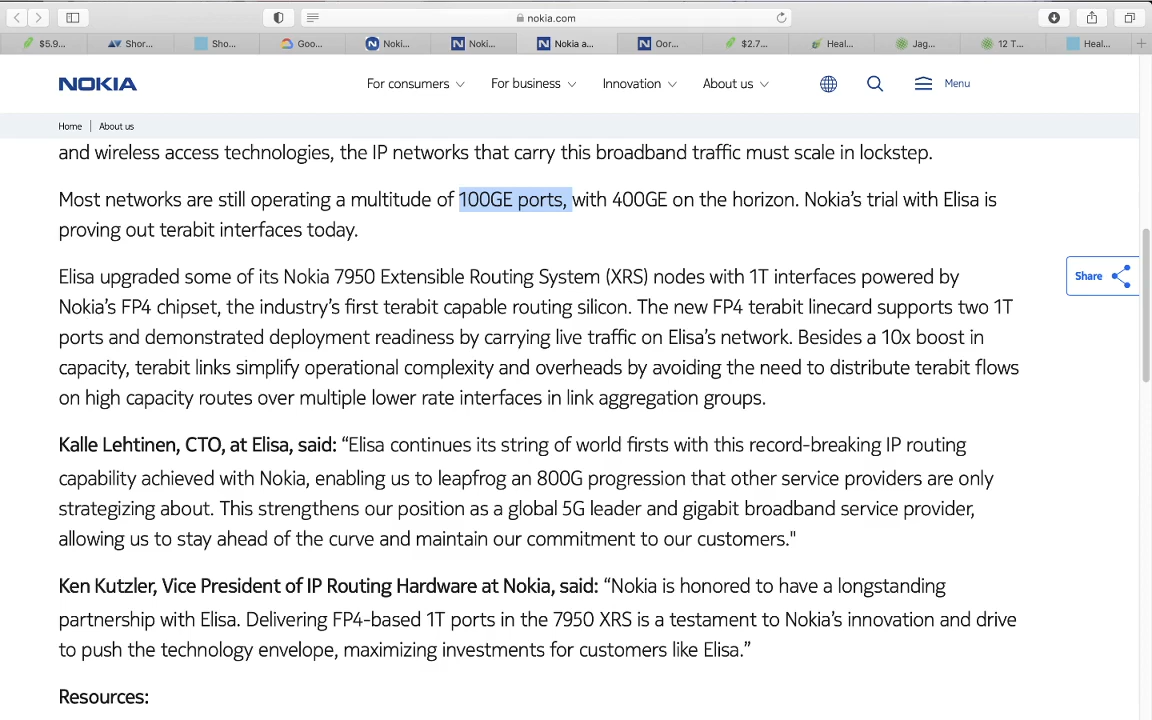 nokia.com
$5.9...
Shor...
Sho...
Goo...
Noki...
Noki...
Nokia a...
Oor...
$2.7...
Heal...
Jag...
12 T...
Heal...
NOKIA
For consumers
For business
Innovation
About us
Menu
Home | About us
and wireless access technologies, the IP networks that carry this broadband traffic must scale in lockstep.
Most networks are still operating a multitude of 100GE ports, with 400GE on the horizon. Nokia’s trial with Elisa is
proving out terabit interfaces today.
Elisa upgraded some of its Nokia 7950 Extensible Routing System (XRS) nodes with 1T interfaces powered by
Nokia’s FP4 chipset, the industry’s first terabit capable routing silicon. The new FP4 terabit linecard supports two 1T
ports and demonstrated deployment readiness by carrying live traffic on Elisa’s network. Besides a 10x boost in
capacity, terabit links simplify operational complexity and overheads by avoiding the need to distribute terabit flows
on high capacity routes over multiple lower rate interfaces in link aggregation groups.
Share
Kalle Lehtinen, CTO, at Elisa, said: “Elisa continues its string of world firsts with this record-breaking IP routing
capability achieved with Nokia, enabling us to leapfrog an 800G progression that other service providers are only
strategizing about. This strengthens our position as a global 5G leader and gigabit broadband service provider,
allowing us to stay ahead of the curve and maintain our commitment to our customers."
Ken Kutzler, Vice President of IP Routing Hardware at Nokia, said: “Nokia is honored to have a longstanding
partnership with Elisa. Delivering FP4-based 1T ports in the 7950 XRS is a testament to Nokia’s innovation and drive
to push the technology envelope, maximizing investments for customers like Elisa.”
Resources: